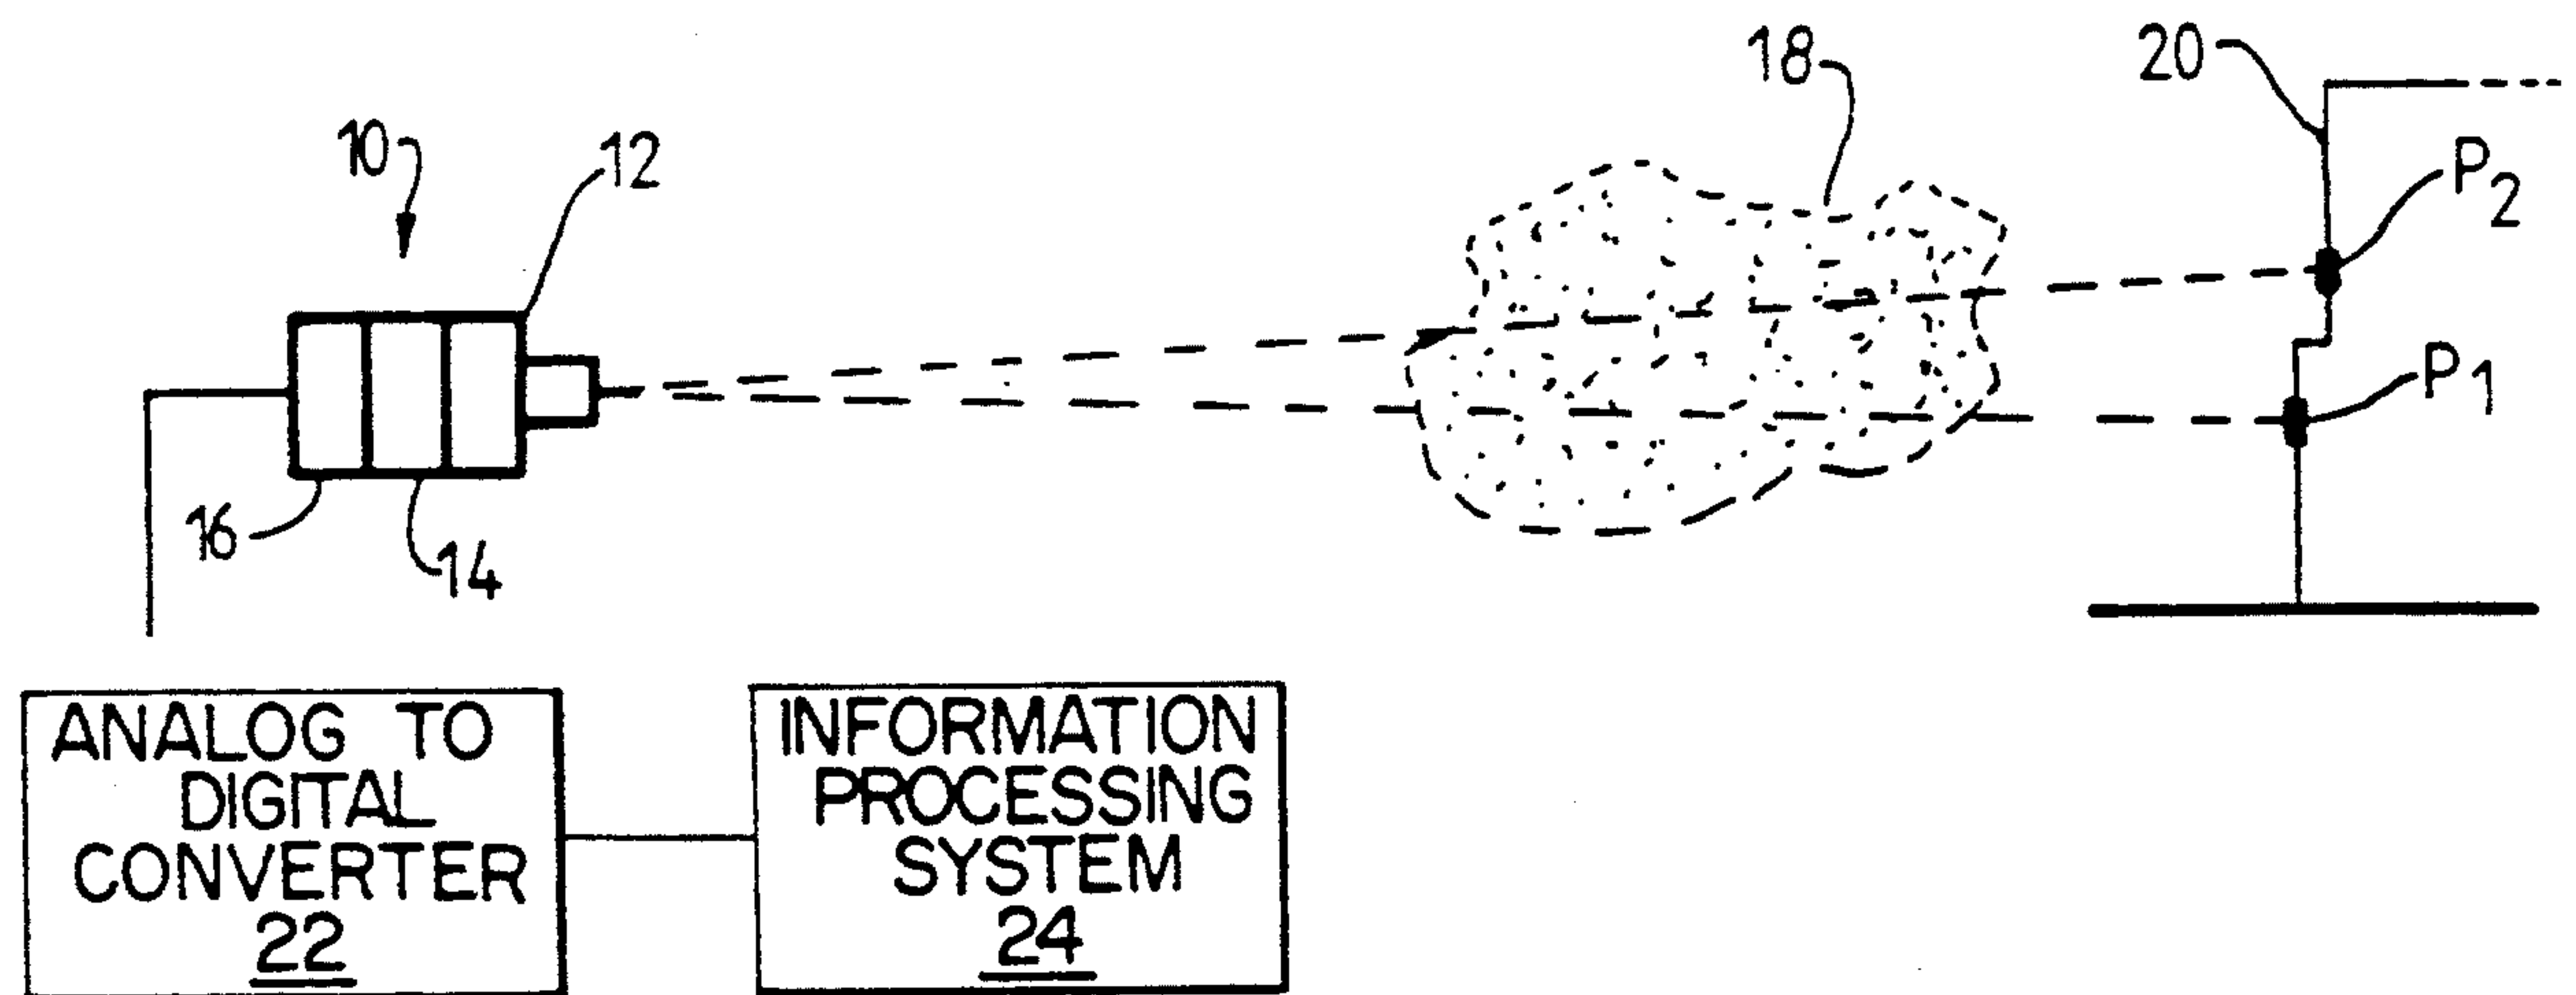 10
12
18
20
P2
P1
16
14
ANALOG TO
DIGITAL
CONVERTER
22
INFORMATION
PROCESSING
SYSTEM
24